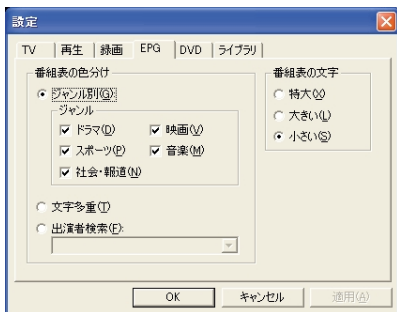 設定
TV 再生 録画 EPG DVD ライブラリ
番組表の色分け
ジャンル別(G):
ジャンル
ドラマ(D) 映画(V)
スポーツ(P) 音楽(M)
社会・報道(N)
文字多重(T)
出演者検索(E):
番組表の文字
特大(X)
大きい(L)
小さい(S)
OK キャンセル 適用(A)